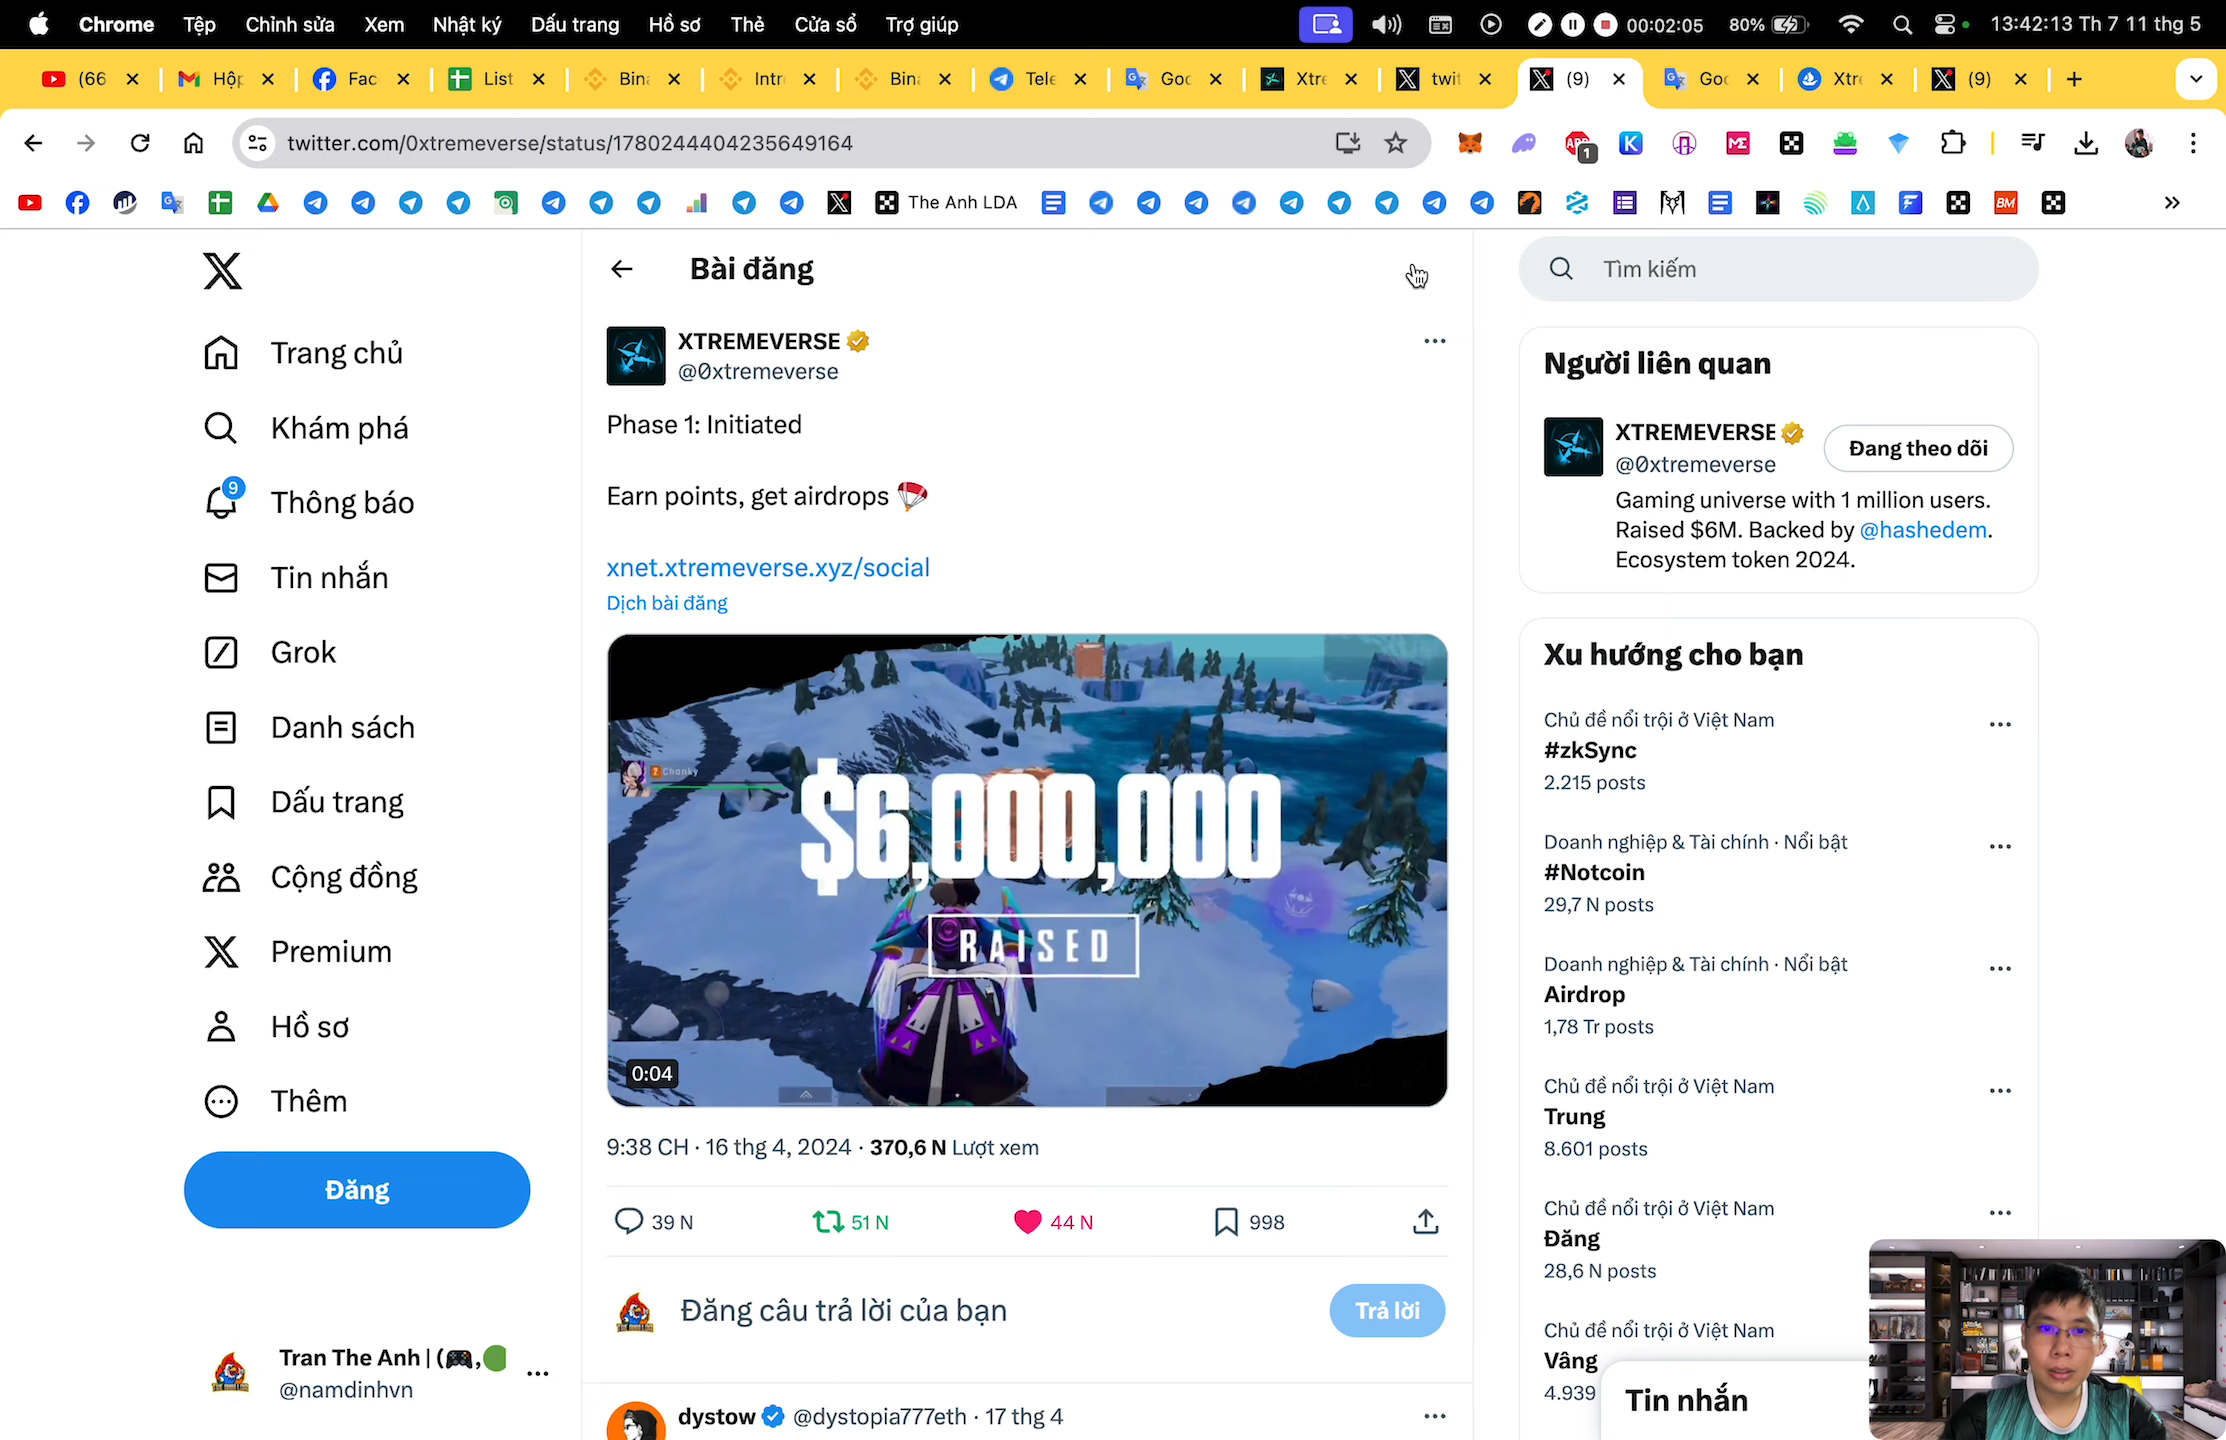 Chrome Tệp Chỉnh sửa Xem Nhật ký Dấu trang Hồ sơ Thẻ Cửa sổ Trợ giúp 00:02:05 80% 13:42:13 Th 7 11 thg 5
(66 Hộp Fac List Bina Intr Bina Tele Goo Xtre twit (9) Goo Xtre (9)
twitter.com/0xtremeverse/status/1780244404235649164
1
The Anh LDA
BM
Bài đăng
Tìm kiếm
Trang chủ
Khám phá
9
Thông báo
Tin nhắn
Grok
Danh sách
Dấu trang
Cộng đồng
Premium
Hồ sơ
Thêm
Đăng
Tran The Anh | (🎮,🟢
@namdinhvn
XTREMEVERSE
@0xtremeverse
Phase 1: Initiated
Earn points, get airdrops 🪂
xnet.xtremeverse.xyz/social
Dịch bài đăng
Chonky
$6,000,000
RAISED
0:04
9:38 CH · 16 thg 4, 2024 · 370,6 N Lượt xem
39 N 51 N 44 N 998
Đăng câu trả lời của bạn
Trả lời
dystow @dystopia777eth · 17 thg 4
Người liên quan
XTREMEVERSE
@0xtremeverse
Đang theo dõi
Gaming universe with 1 million users.
Raised $6M. Backed by @hashedem.
Ecosystem token 2024.
Xu hướng cho bạn
Chủ đề nổi trội ở Việt Nam
#zkSync
2.215 posts
Doanh nghiệp & Tài chính · Nổi bật
#Notcoin
29,7 N posts
Doanh nghiệp & Tài chính · Nổi bật
Airdrop
1,78 Tr posts
Chủ đề nổi trội ở Việt Nam
Trung
8.601 posts
Chủ đề nổi trội ở Việt Nam
Đăng
28,6 N posts
Chủ đề nổi trội ở Việt Nam
Vâng
4.939
Tin nhắn